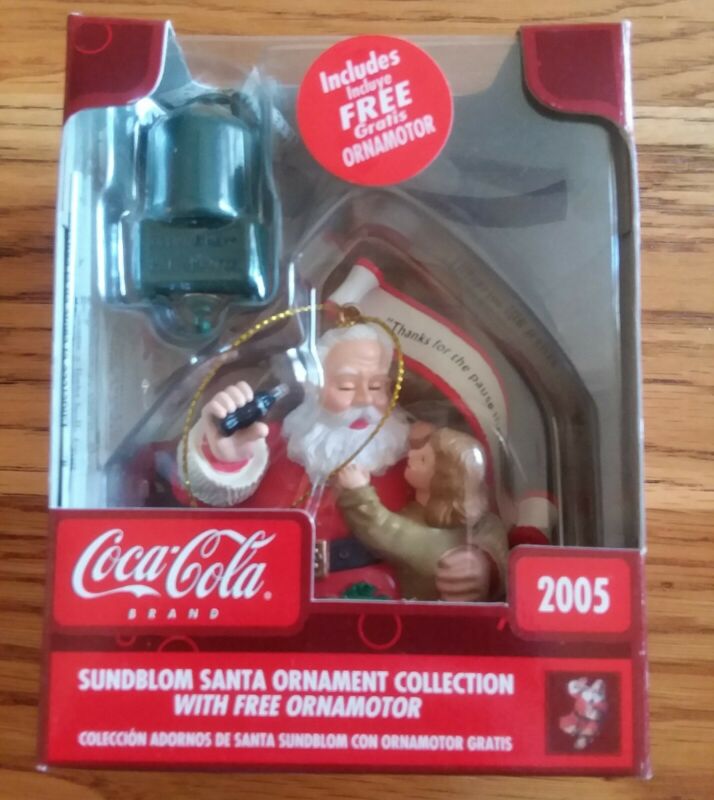 Includes
Incluye
FREE
Gratis
ORNAMOTOR
"Thanks for the pause
Coca-Cola®
BRAND
2005
SUNDBLOM SANTA ORNAMENT COLLECTION
WITH FREE ORNAMOTOR
COLECCIÓN ADORNOS DE SANTA SUNDBLOM CON ORNAMOTOR GRATIS